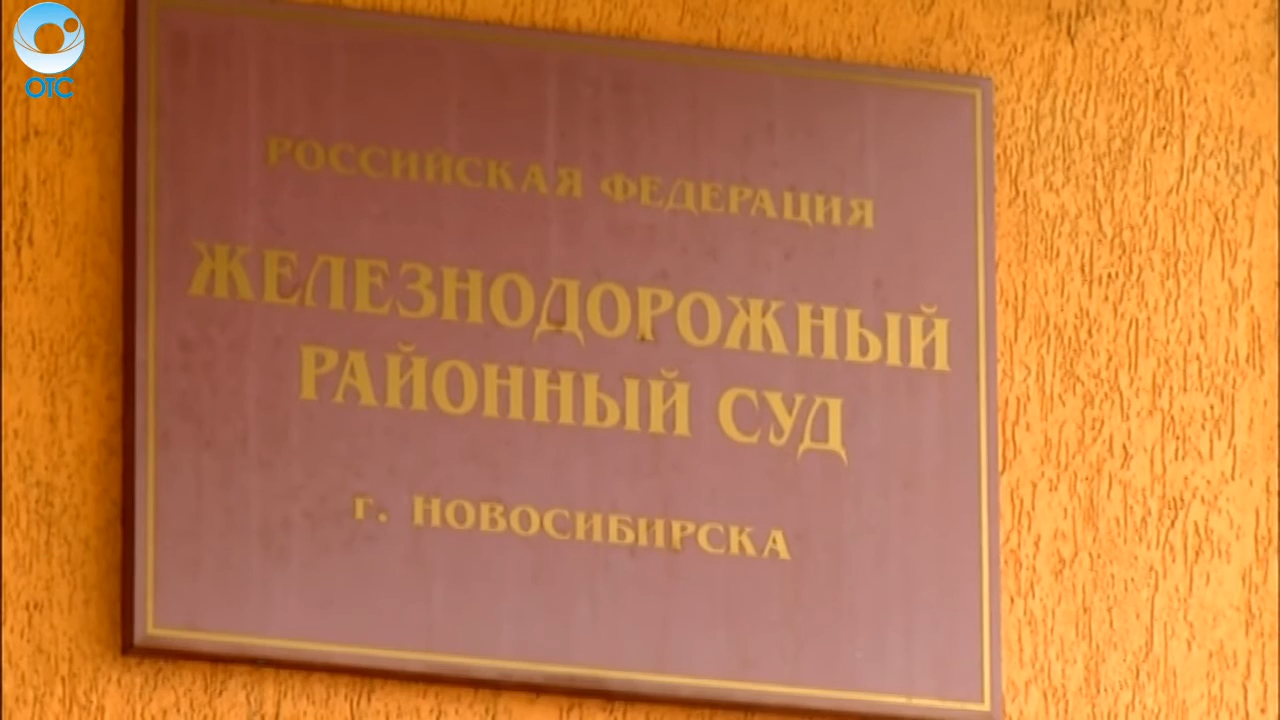 ОТС
РОССИЙСКАЯ ФЕДЕРАЦИЯ
ЖЕЛЕЗНОДОРОЖНЫЙ
РАЙОННЫЙ СУД
г. НОВОСИБИРСКА